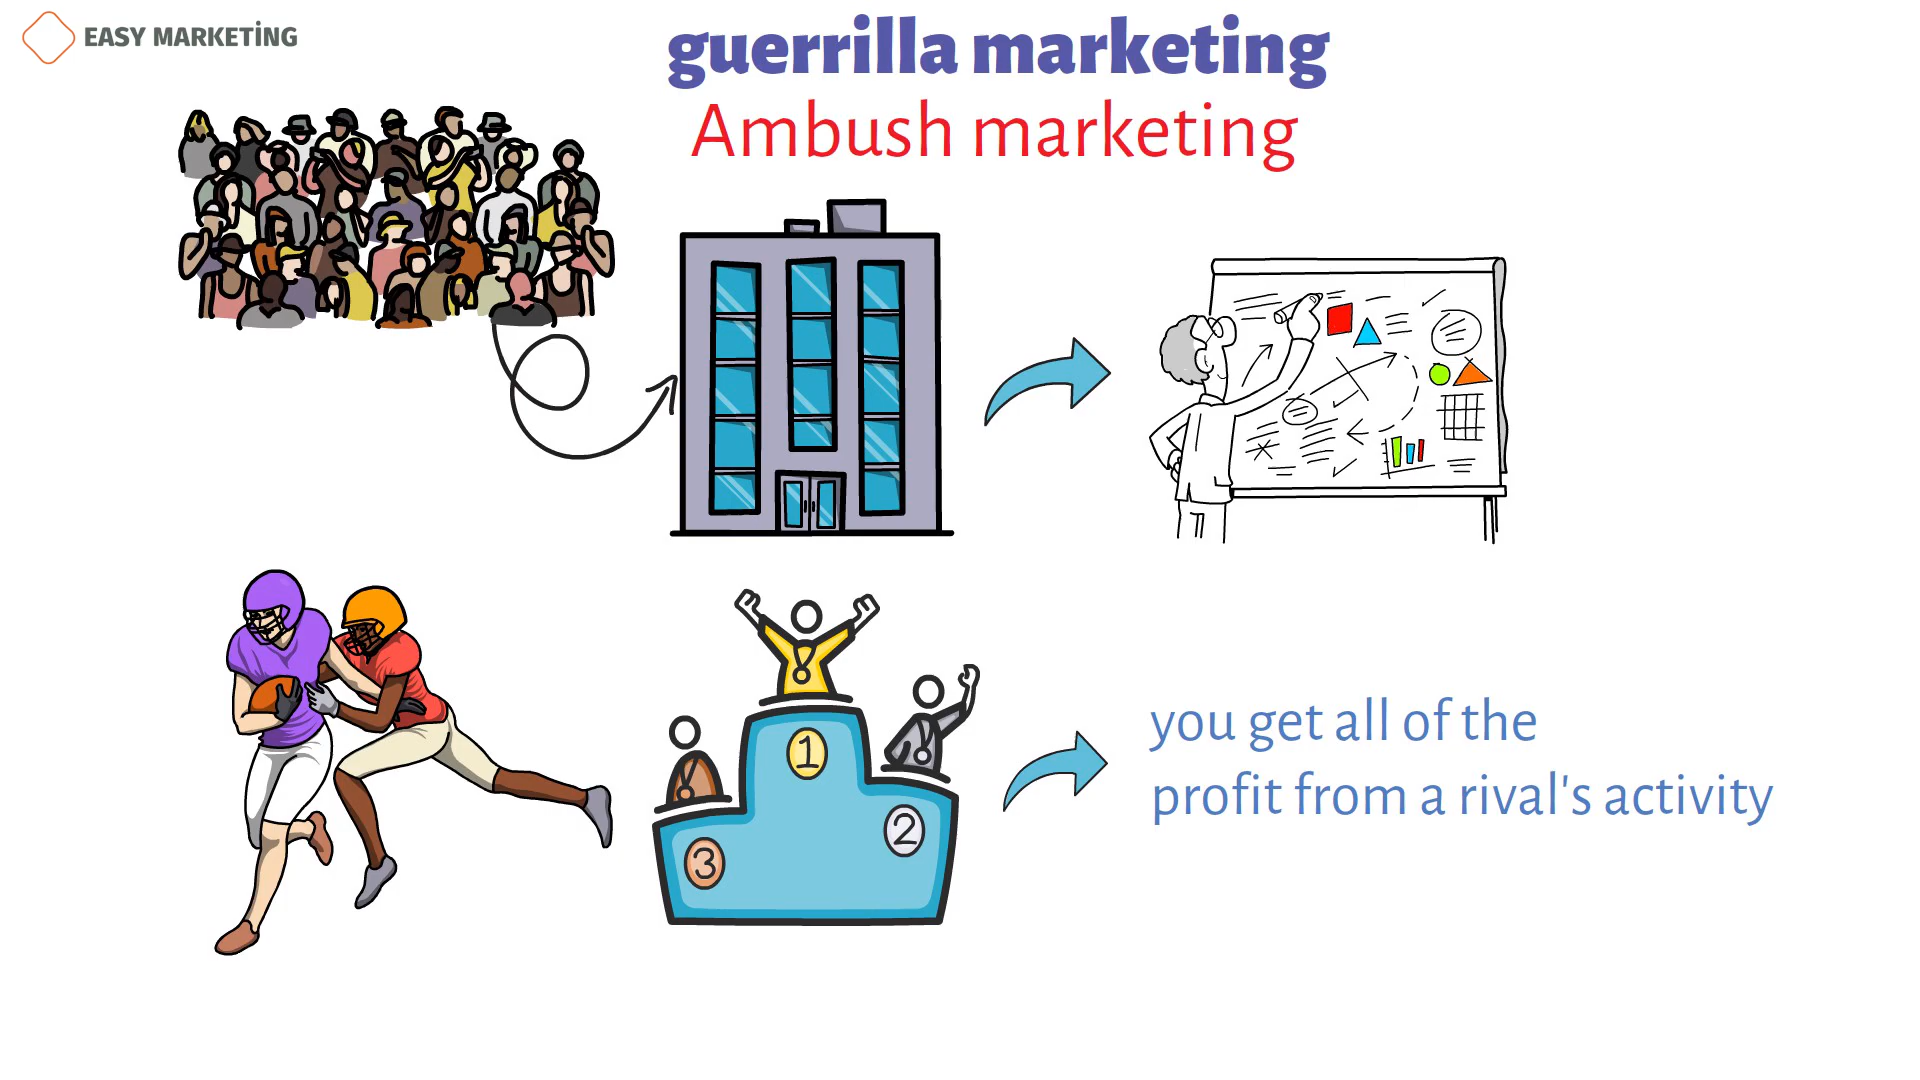 EASY MARKETİNG
guerrilla marketing
Ambush marketing
1
2
3
you get all of the
profit from a rival's activity